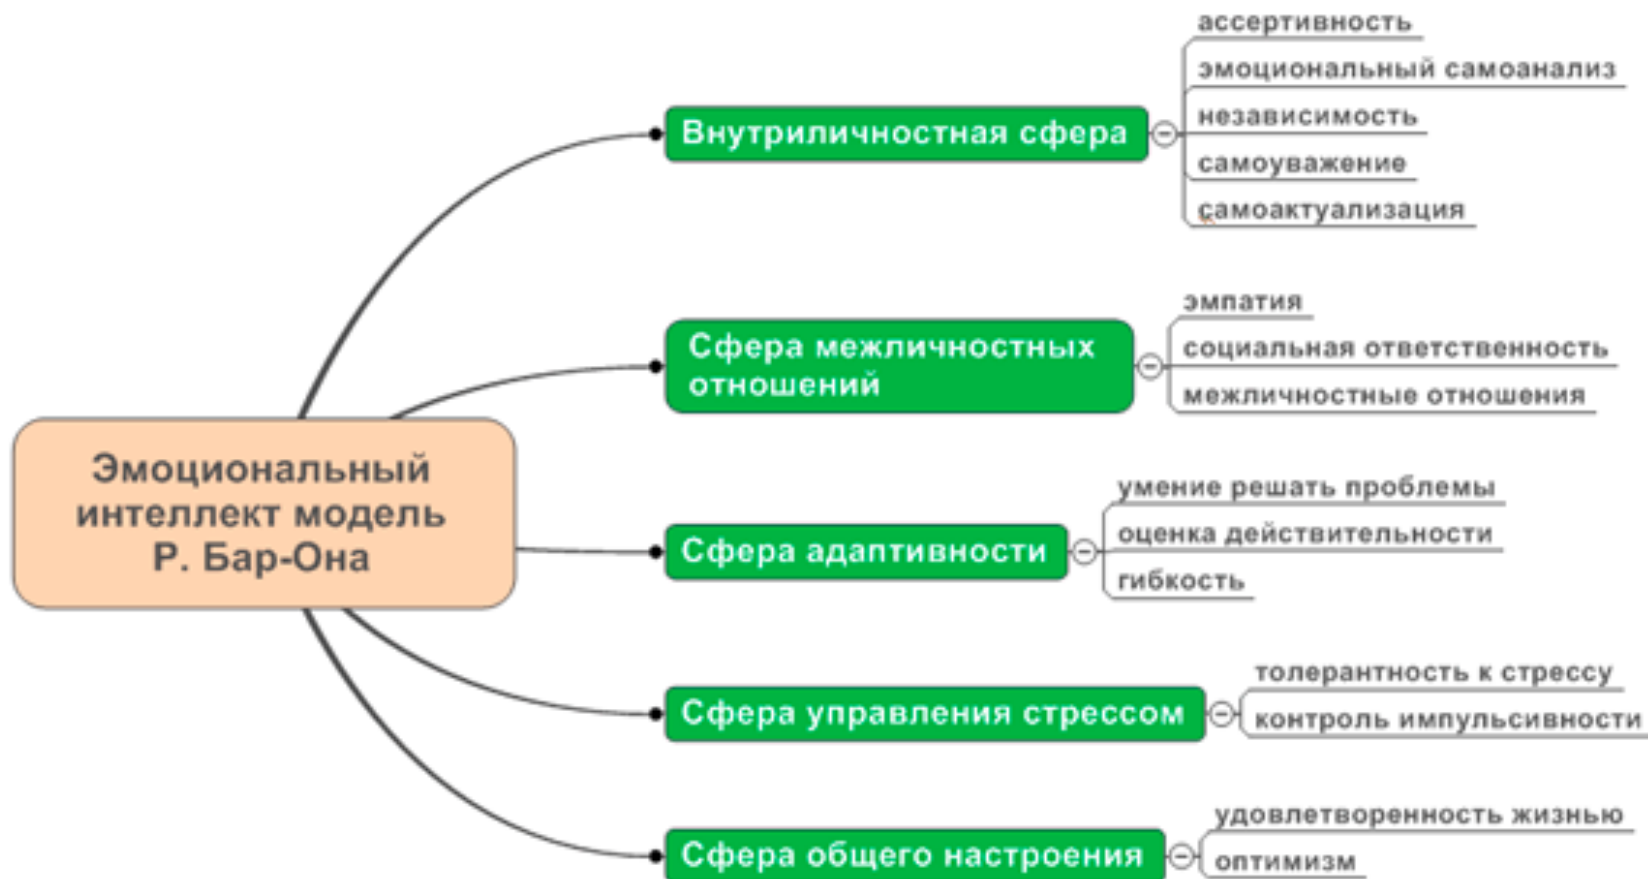 Эмоциональный
интеллект модель
Р. Бар-Она
Внутриличностная сфера
ассертивность
эмоциональный самоанализ
независимость
самоуважение
самоактуализация
Сфера межличностных
отношений
эмпатия
социальная ответственность
межличностные отношения
Сфера адаптивности
умение решать проблемы
оценка действительности
гибкость
Сфера управления стрессом
толерантность к стрессу
контроль импульсивности
Сфера общего настроения
удовлетворенность жизнью
оптимизм